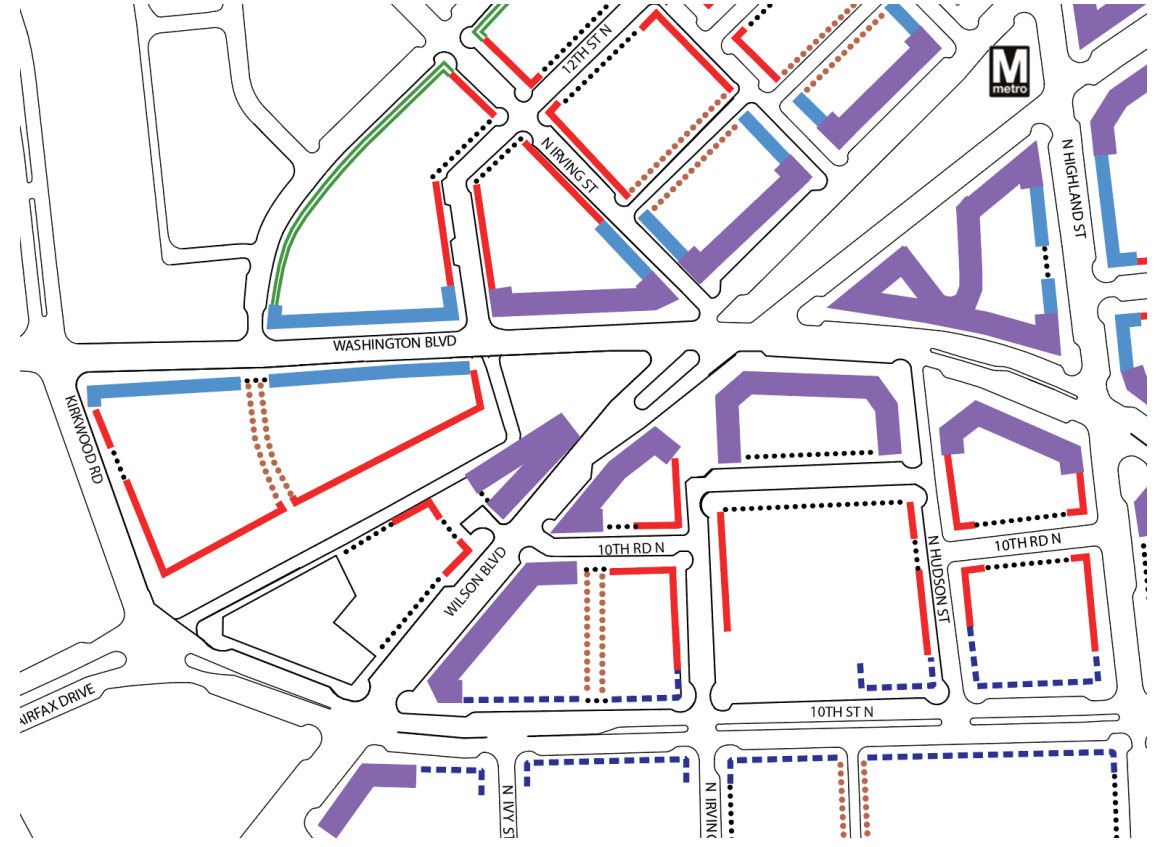 12TH ST N
M
metro
N IRVING ST
N HIGHLAND ST
WASHINGTON BLVD
KIRKWOOD RD
10TH RD N
N HUDSON ST
10TH RD N
WILSON BLVD
AIRFAX DRIVE
10TH ST N
N IVY ST
N IRVING